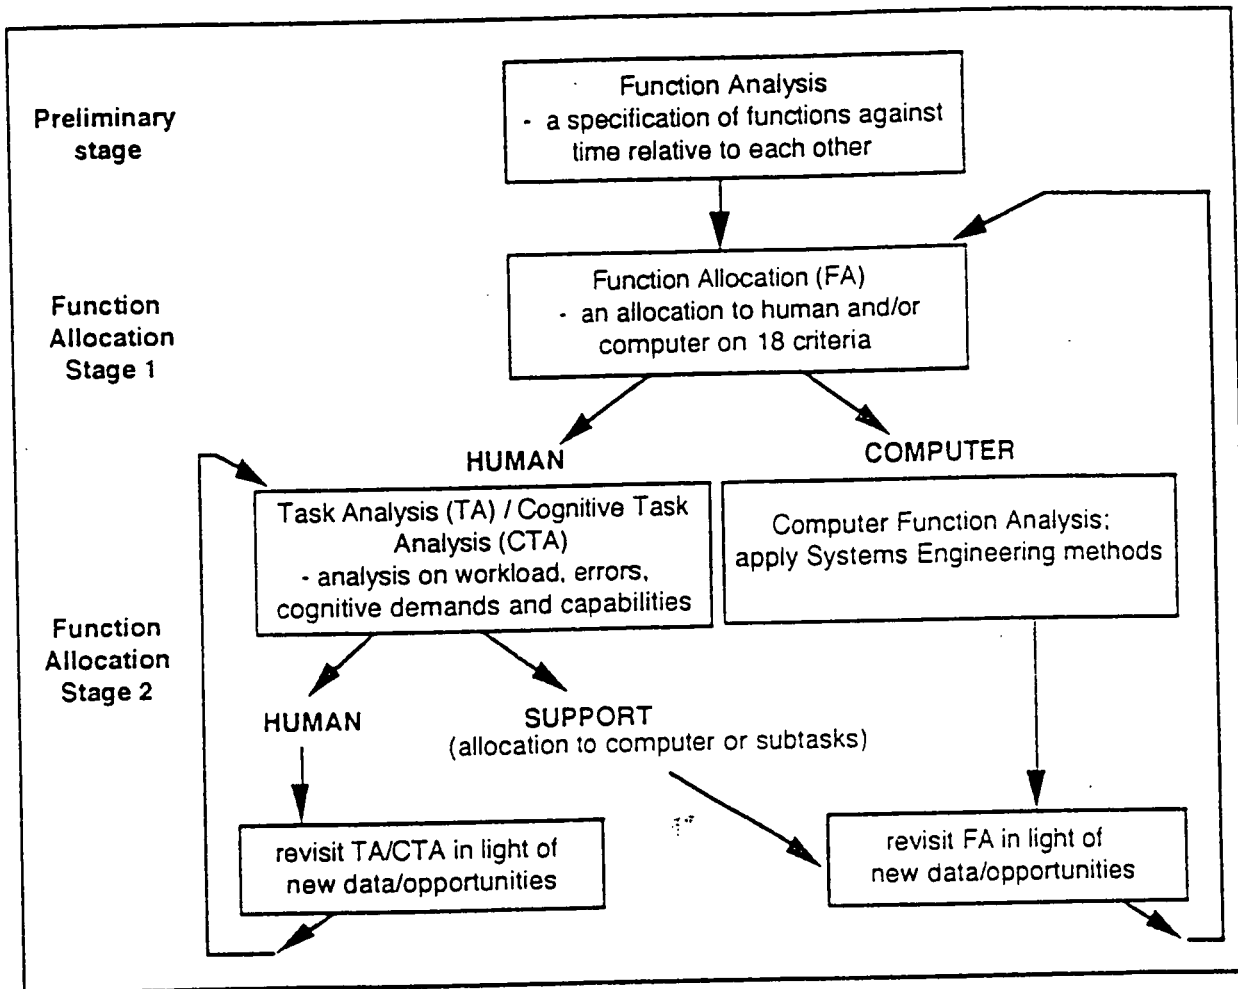 Preliminary
stage
Function Analysis
- a specification of functions against
time relative to each other
Function
Allocation
Stage 1
Function Allocation (FA)
- an allocation to human and/or
computer on 18 criteria
HUMAN
COMPUTER
Task Analysis (TA) / Cognitive Task
Analysis (CTA)
- analysis on workload, errors,
cognitive demands and capabilities
Computer Function Analysis:
apply Systems Engineering methods
Function
Allocation
Stage 2
HUMAN
SUPPORT
(allocation to computer or subtasks)
revisit TA/CTA in light of
new data/opportunities
revisit FA in light of
new data/opportunities